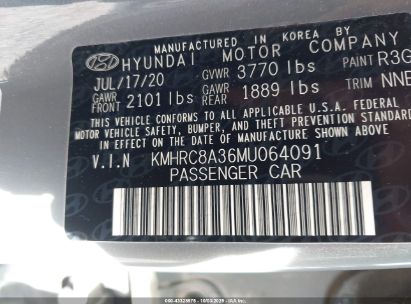 MANUFACTURED IN KOREA BY
HYUNDAI MOTOR COMPANY
JUL/17/20 GVWR 3770 lbs PAINT R3G
GAWR FRONT 2101 lbs GAWR REAR 1889 lbs TRIM NNB
THIS VEHICLE CONFORMS TO ALL APPLICABLE U.S.A. FEDERAL
MOTOR VEHICLE SAFETY, BUMPER, AND THEFT PREVENTION STANDARDS
IN EFFECT ON THE DATE OF MANUFACTURE SHOWN ABOVE.
V.I.N KMHRC8A36MU064091
PASSENGER CAR